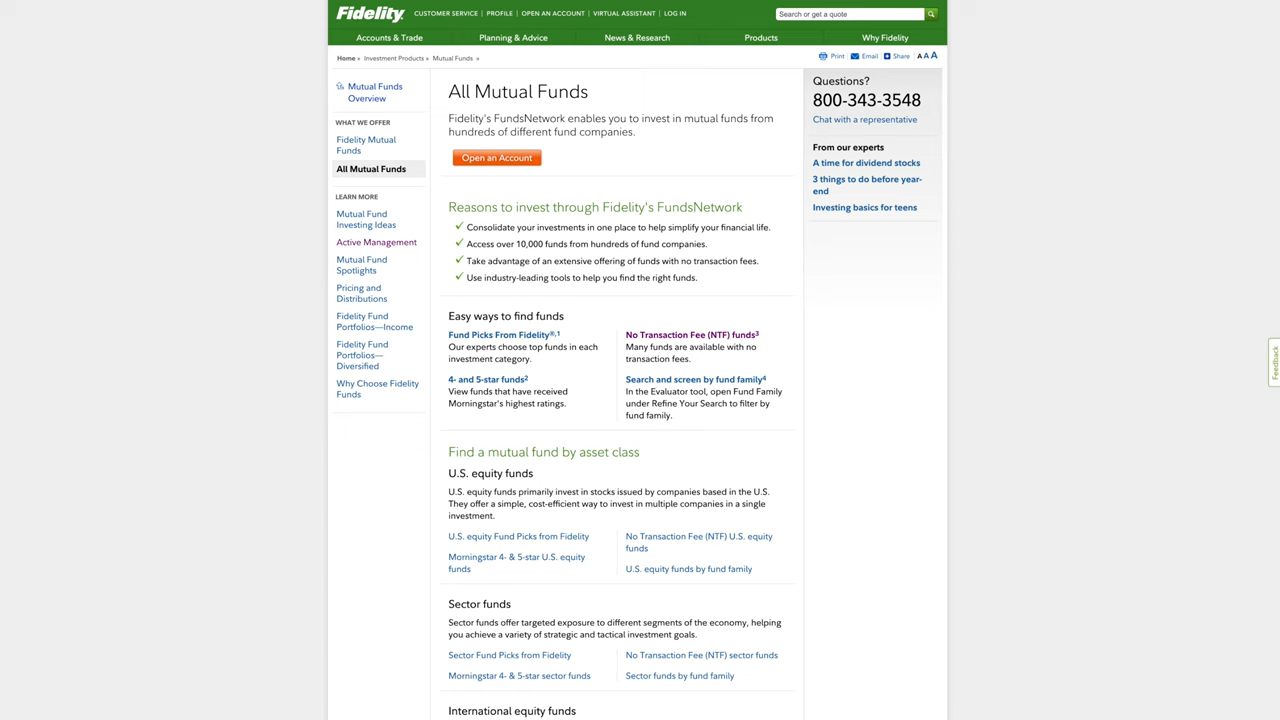 Fidelity
CUSTOMER SERVICE | PROFILE | OPEN AN ACCOUNT | VIRTUAL ASSISTANT | LOG IN
Search or get a quote
Accounts & Trade
Planning & Advice
News & Research
Products
Why Fidelity
Home » Investment Products » Mutual Funds »
Print
Email
Share
A A A
Mutual Funds
Overview
WHAT WE OFFER
Fidelity Mutual
Funds
All Mutual Funds
LEARN MORE
Mutual Fund
Investing Ideas
Active Management
Mutual Fund
Spotlights
Pricing and
Distributions
Fidelity Fund
Portfolios—Income
Fidelity Fund
Portfolios—
Diversified
Why Choose Fidelity
Funds
All Mutual Funds
Fidelity's FundsNetwork enables you to invest in mutual funds from
hundreds of different fund companies.
Open an Account
Reasons to invest through Fidelity's FundsNetwork
✓ Consolidate your investments in one place to help simplify your financial life.
✓ Access over 10,000 funds from hundreds of fund companies.
✓ Take advantage of an extensive offering of funds with no transaction fees.
✓ Use industry-leading tools to help you find the right funds.
Easy ways to find funds
Fund Picks From Fidelity®,1
Our experts choose top funds in each
investment category.
4- and 5-star funds2
View funds that have received
Morningstar's highest ratings.
No Transaction Fee (NTF) funds3
Many funds are available with no
transaction fees.
Search and screen by fund family4
In the Evaluator tool, open Fund Family
under Refine Your Search to filter by
fund family.
Find a mutual fund by asset class
U.S. equity funds
U.S. equity funds primarily invest in stocks issued by companies based in the U.S.
They offer a simple, cost-efficient way to invest in multiple companies in a single
investment.
U.S. equity Fund Picks from Fidelity
Morningstar 4- & 5-star U.S. equity
funds
No Transaction Fee (NTF) U.S. equity
funds
U.S. equity funds by fund family
Sector funds
Sector funds offer targeted exposure to different segments of the economy, helping
you achieve a variety of strategic and tactical investment goals.
Sector Fund Picks from Fidelity
Morningstar 4- & 5-star sector funds
No Transaction Fee (NTF) sector funds
Sector funds by fund family
International equity funds
Questions?
800-343-3548
Chat with a representative
From our experts
A time for dividend stocks
3 things to do before year-
end
Investing basics for teens
Feedback